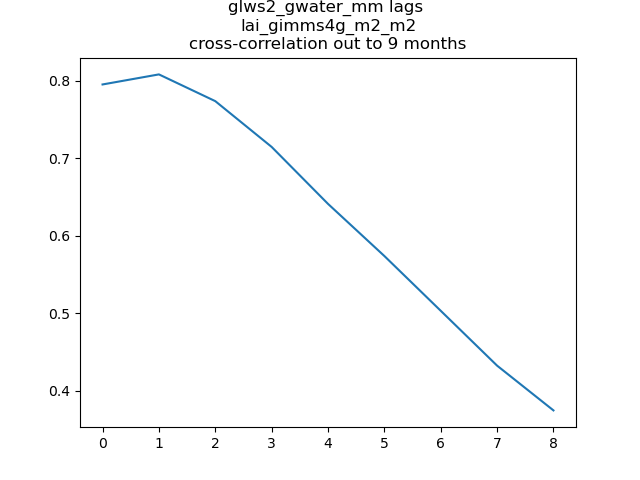 glws2_gwater_mm lags
lai_gimms4g_m2_m2
cross-correlation out to 9 months
0.8
0.7
0.6
0.5
0.4
0 1 2 3 4 5 6 7 8